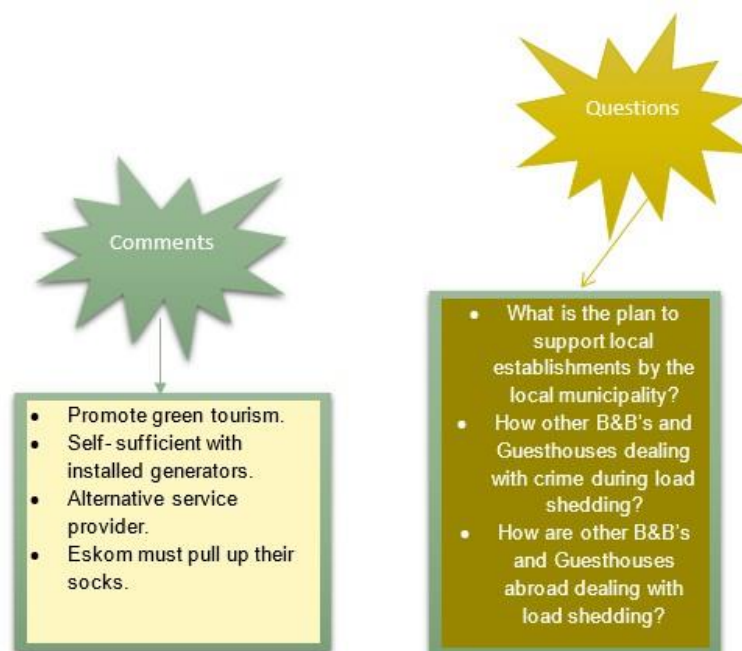 Comments
• Promote green tourism.
• Self- sufficient with
installed generators.
• Alternative service
provider.
• Eskom must pull up their
socks.
Questions
• What is the plan to
support local
establishments by the
local municipality?
• How other B&B's and
Guesthouses dealing
with crime during load
shedding?
• How are other B&B's
and Guesthouses
abroad dealing with
load shedding?